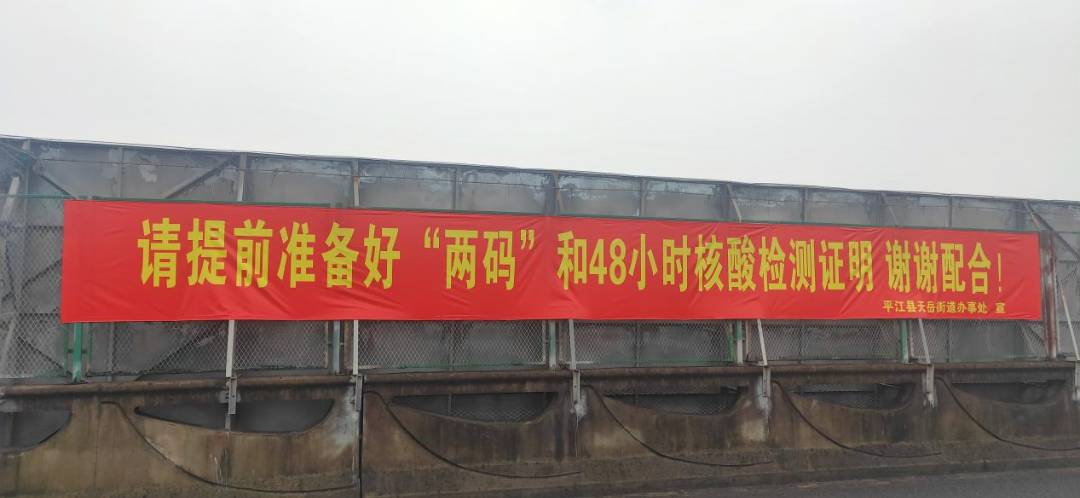 请提前准备好“两码”和48小时核酸检测证明 谢谢配合！
平江县天岳街道办事处 宣